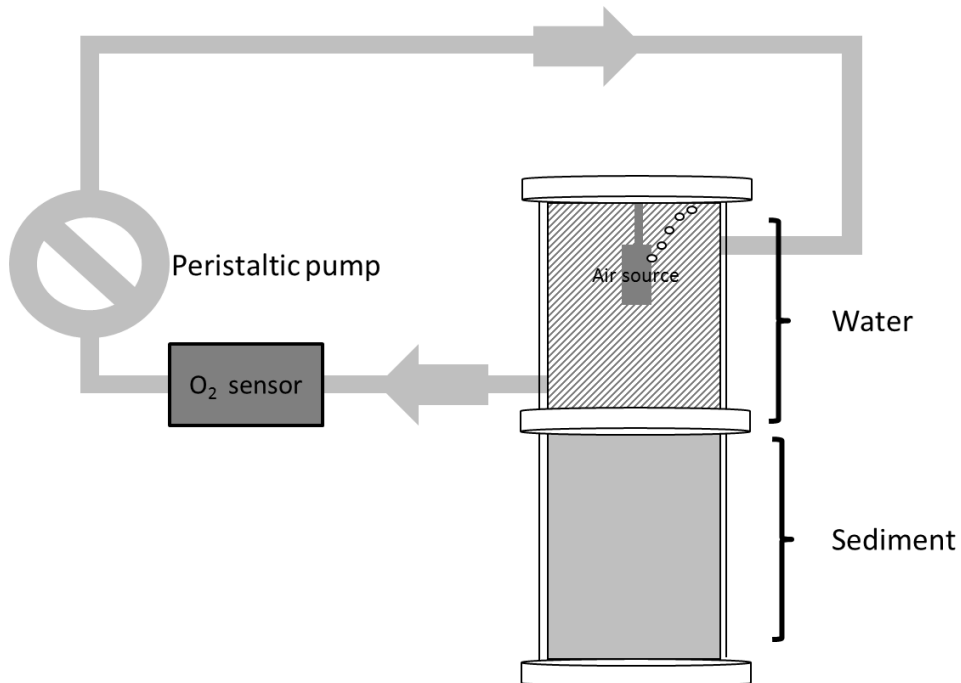 Peristaltic pump
Air source
Water
O₂ sensor
Sediment